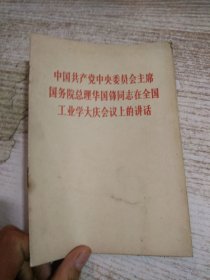 中国共产党中央委员会主席
国务院总理华国锋同志在全国
工业学大庆会议上的讲话